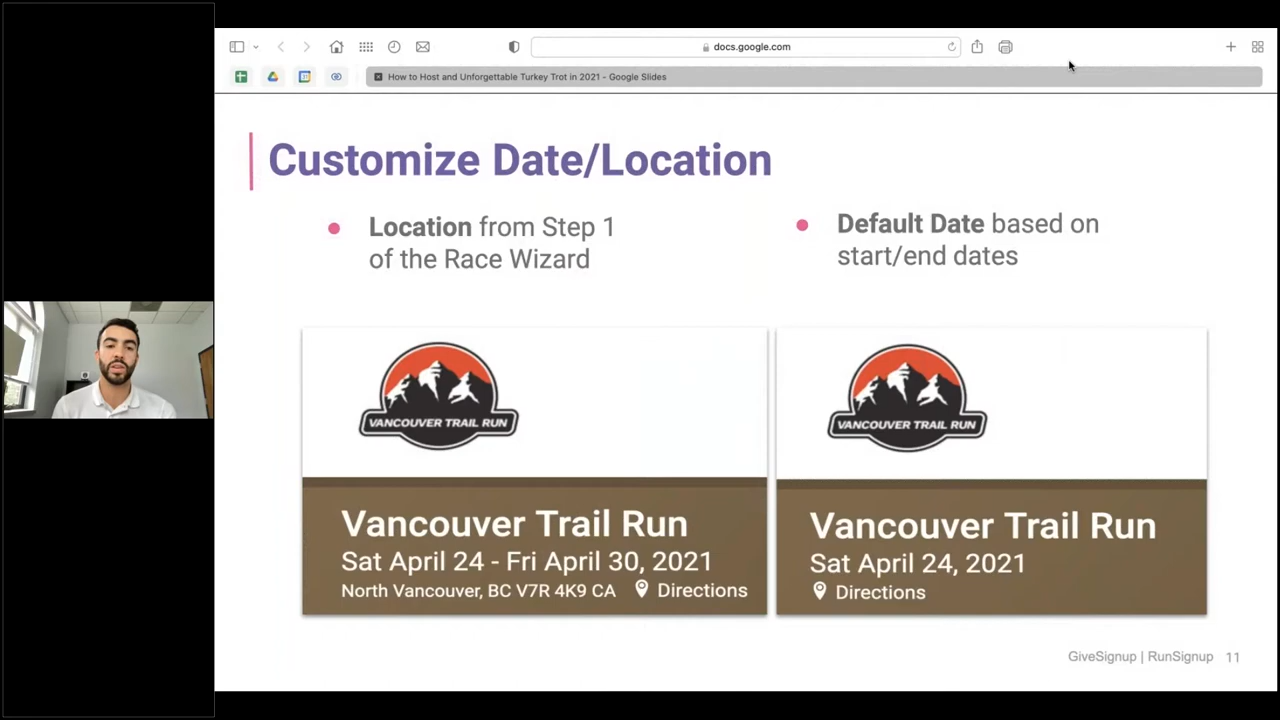 docs.google.com
How to Host and Unforgettable Turkey Trot in 2021 - Google Slides
Customize Date/Location
Location from Step 1
of the Race Wizard
Default Date based on
start/end dates
VANCOUVER TRAIL RUN
Vancouver Trail Run
Sat April 24 - Fri April 30, 2021
North Vancouver, BC V7R 4K9 CA Directions
VANCOUVER TRAIL RUN
Vancouver Trail Run
Sat April 24, 2021
Directions
GiveSignup | RunSignup 11